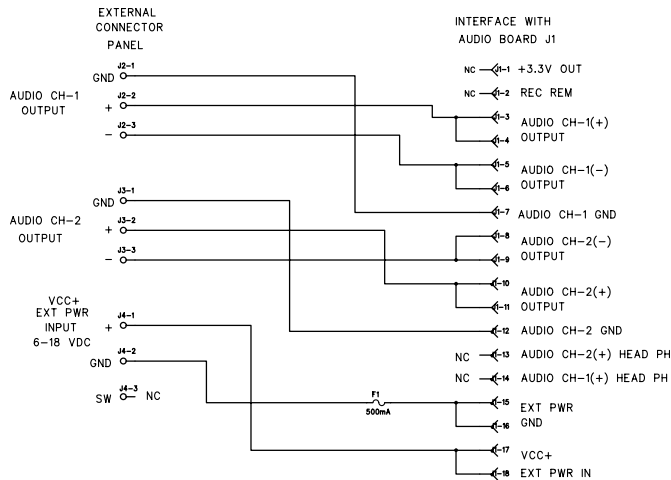 EXTERNAL
CONNECTOR
PANEL
INTERFACE WITH
AUDIO BOARD J1
AUDIO CH-1
OUTPUT
GND J2-1
+ J2-2
- J2-3
AUDIO CH-2
OUTPUT
GND J3-1
+ J3-2
- J3-3
VCC+
EXT PWR
INPUT
6-18 VDC
+ J4-1
GND J4-2
SW J4-3 NC
F1
500mA
NC J1-1 +3.3V OUT
NC J1-2 REC REM
J1-3
J1-4
AUDIO CH-1(+)
OUTPUT
J1-5
J1-6
AUDIO CH-1(-)
OUTPUT
J1-7 AUDIO CH-1 GND
J1-8
J1-9
AUDIO CH-2(-)
OUTPUT
J1-10
J1-11
AUDIO CH-2(+)
OUTPUT
J1-12 AUDIO CH-2 GND
NC J1-13 AUDIO CH-2(+) HEAD PH
NC J1-14 AUDIO CH-1(+) HEAD PH
J1-15
J1-16
EXT PWR
GND
J1-17
J1-18
VCC+
EXT PWR IN